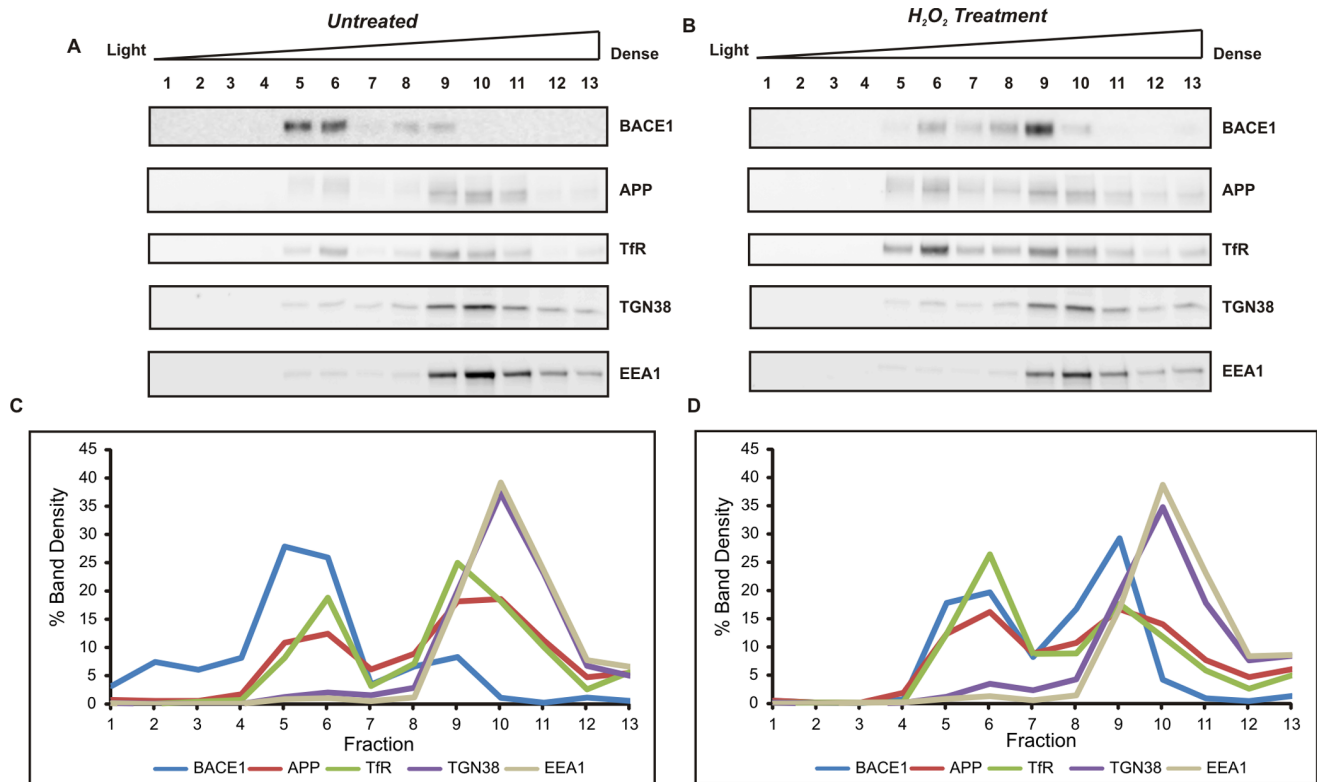 Untreated
A
Light
Dense
1 2 3 4 5 6 7 8 9 10 11 12 13
BACE1
APP
TfR
TGN38
EEA1
H₂O₂ Treatment
B
Light
Dense
1 2 3 4 5 6 7 8 9 10 11 12 13
BACE1
APP
TfR
TGN38
EEA1
C
% Band Density
45
40
35
30
25
20
15
10
5
0
1 2 3 4 5 6 7 8 9 10 11 12 13
Fraction
BACE1 APP TfR TGN38 EEA1
D
% Band Density
45
40
35
30
25
20
15
10
5
0
1 2 3 4 5 6 7 8 9 10 11 12 13
Fraction
BACE1 APP TfR TGN38 EEA1